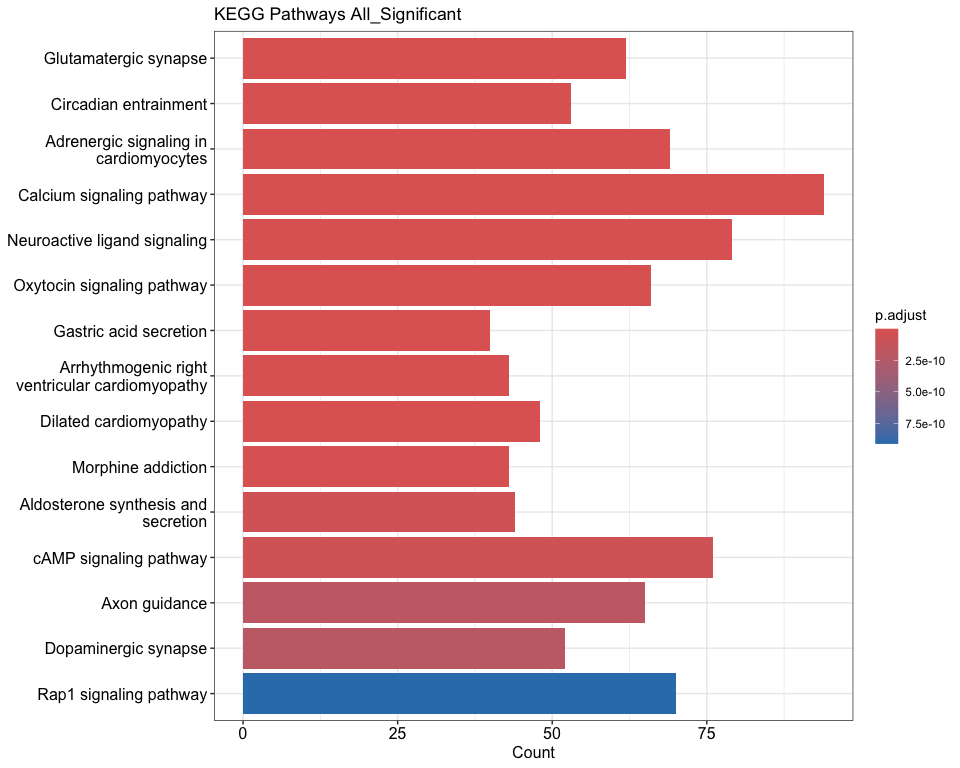 KEGG Pathways All_Significant
Glutamatergic synapse
Circadian entrainment
Adrenergic signaling in
cardiomyocytes
Calcium signaling pathway
Neuroactive ligand signaling
Oxytocin signaling pathway
Gastric acid secretion
Arrhythmogenic right
ventricular cardiomyopathy
Dilated cardiomyopathy
Morphine addiction
Aldosterone synthesis and
secretion
cAMP signaling pathway
Axon guidance
Dopaminergic synapse
Rap1 signaling pathway
0 25 50 75
Count
p.adjust
2.5e-10
5.0e-10
7.5e-10